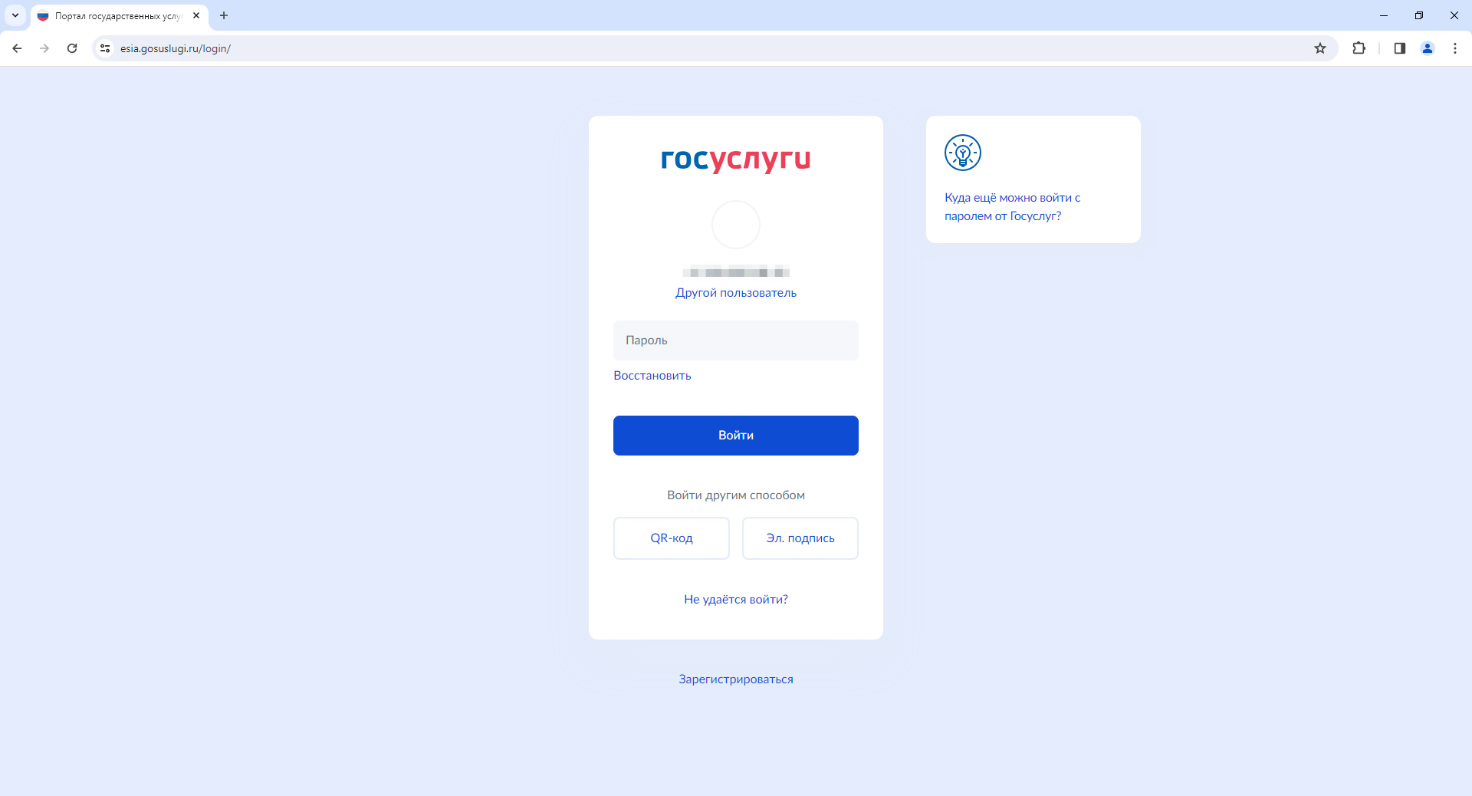 Портал государственных услу
esia.gosuslugi.ru/login/
госуслуги
Другой пользователь
Пароль
Восстановить
Войти
Войти другим способом
QR-код
Эл. подпись
Не удаётся войти?
Зарегистрироваться
Куда ещё можно войти с
паролем от Госуслуг?